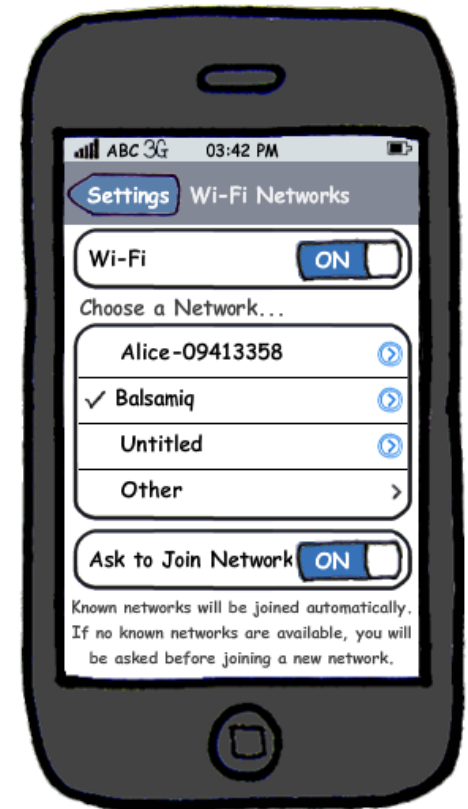 ABC 3G 03:42 PM
Settings Wi-Fi Networks
Wi-Fi ON
Choose a Network...
Alice-09413358
Balsamiq
Untitled
Other
Ask to Join Network ON
Known networks will be joined automatically.
If no known networks are available, you will
be asked before joining a new network.